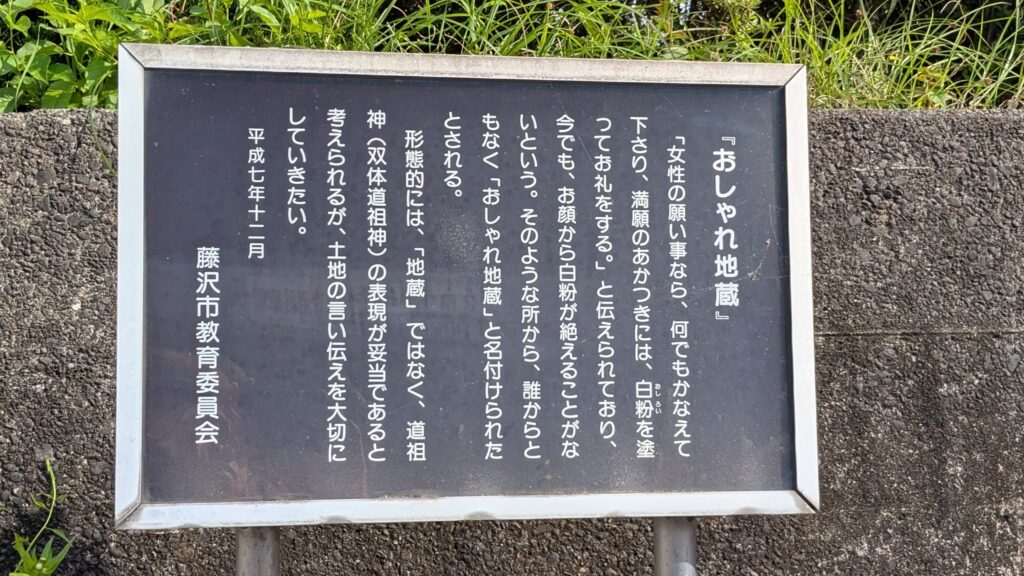 『おしゃれ地蔵』
「女性の願い事なら、何でもかなえて
下さり、満願のあかつきには、白粉を塗
おしろい
ってお礼をする。」と伝えられており、
今でも、お顔から白粉が絶えることがな
いという。そのような所から、誰からと
もなく「おしゃれ地蔵」と名付けられた
とされる。
形態的には、「地蔵」ではなく、道祖
神（双体道祖神）の表現が妥当であると
考えられるが、土地の言い伝えを大切に
していきたい。
平成七年十二月
藤沢市教育委員会